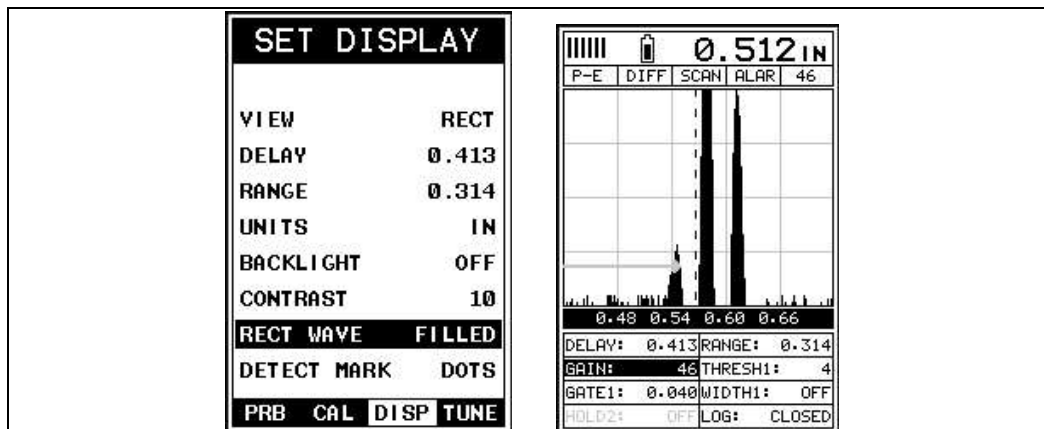 SET DISPLAY
VIEW RECT
DELAY 0.413
RANGE 0.314
UNITS IN
BACKLIGHT OFF
CONTRAST 10
RECT WAVE FILLED
DETECT MARK DOTS
PRB CAL DISP TUNE
0.512 IN
P-E DIFF SCAN ALAR 46
0.48 0.54 0.60 0.66
DELAY: 0.413 RANGE: 0.314
GAIN: 46 THRESH1: 4
GATE1: 0.040 WIDTH1: OFF
HOLD2: OFF LOG: CLOSED